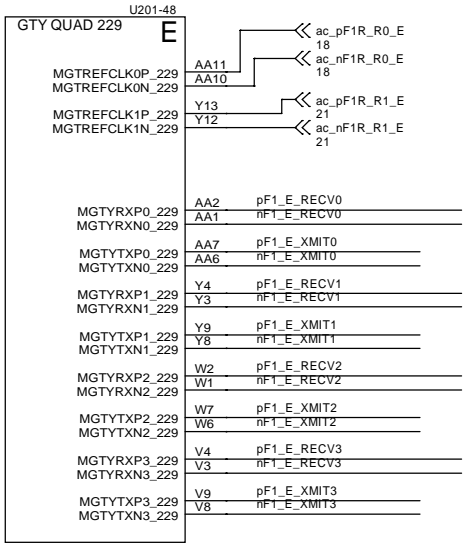 U201-48
GTY QUAD 229 E
MGTREFCLK0P_229 AA11 ac_pF1R_R0_E
18
MGTREFCLK0N_229 AA10 ac_nF1R_R0_E
18
MGTREFCLK1P_229 Y13 ac_pF1R_R1_E
21
MGTREFCLK1N_229 Y12 ac_nF1R_R1_E
21
MGTYRXP0_229 AA2 pF1_E_RECV0
MGTYRXN0_229 AA1 nF1_E_RECV0
MGTYTXP0_229 AA7 pF1_E_XMIT0
MGTYTXN0_229 AA6 nF1_E_XMIT0
MGTYRXP1_229 Y4 pF1_E_RECV1
MGTYRXN1_229 Y3 nF1_E_RECV1
MGTYTXP1_229 Y9 pF1_E_XMIT1
MGTYTXN1_229 Y8 nF1_E_XMIT1
MGTYRXP2_229 W2 pF1_E_RECV2
MGTYRXN2_229 W1 nF1_E_RECV2
MGTYTXP2_229 W7 pF1_E_XMIT2
MGTYTXN2_229 W6 nF1_E_XMIT2
MGTYRXP3_229 V4 pF1_E_RECV3
MGTYRXN3_229 V3 nF1_E_RECV3
MGTYTXP3_229 V9 pF1_E_XMIT3
MGTYTXN3_229 V8 nF1_E_XMIT3